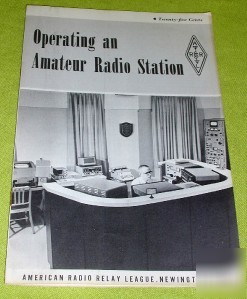 ★ Twenty-five Cents
Operating an
Amateur Radio Station
AMERICAN RADIO RELAY LEAGUE, NEWINGT